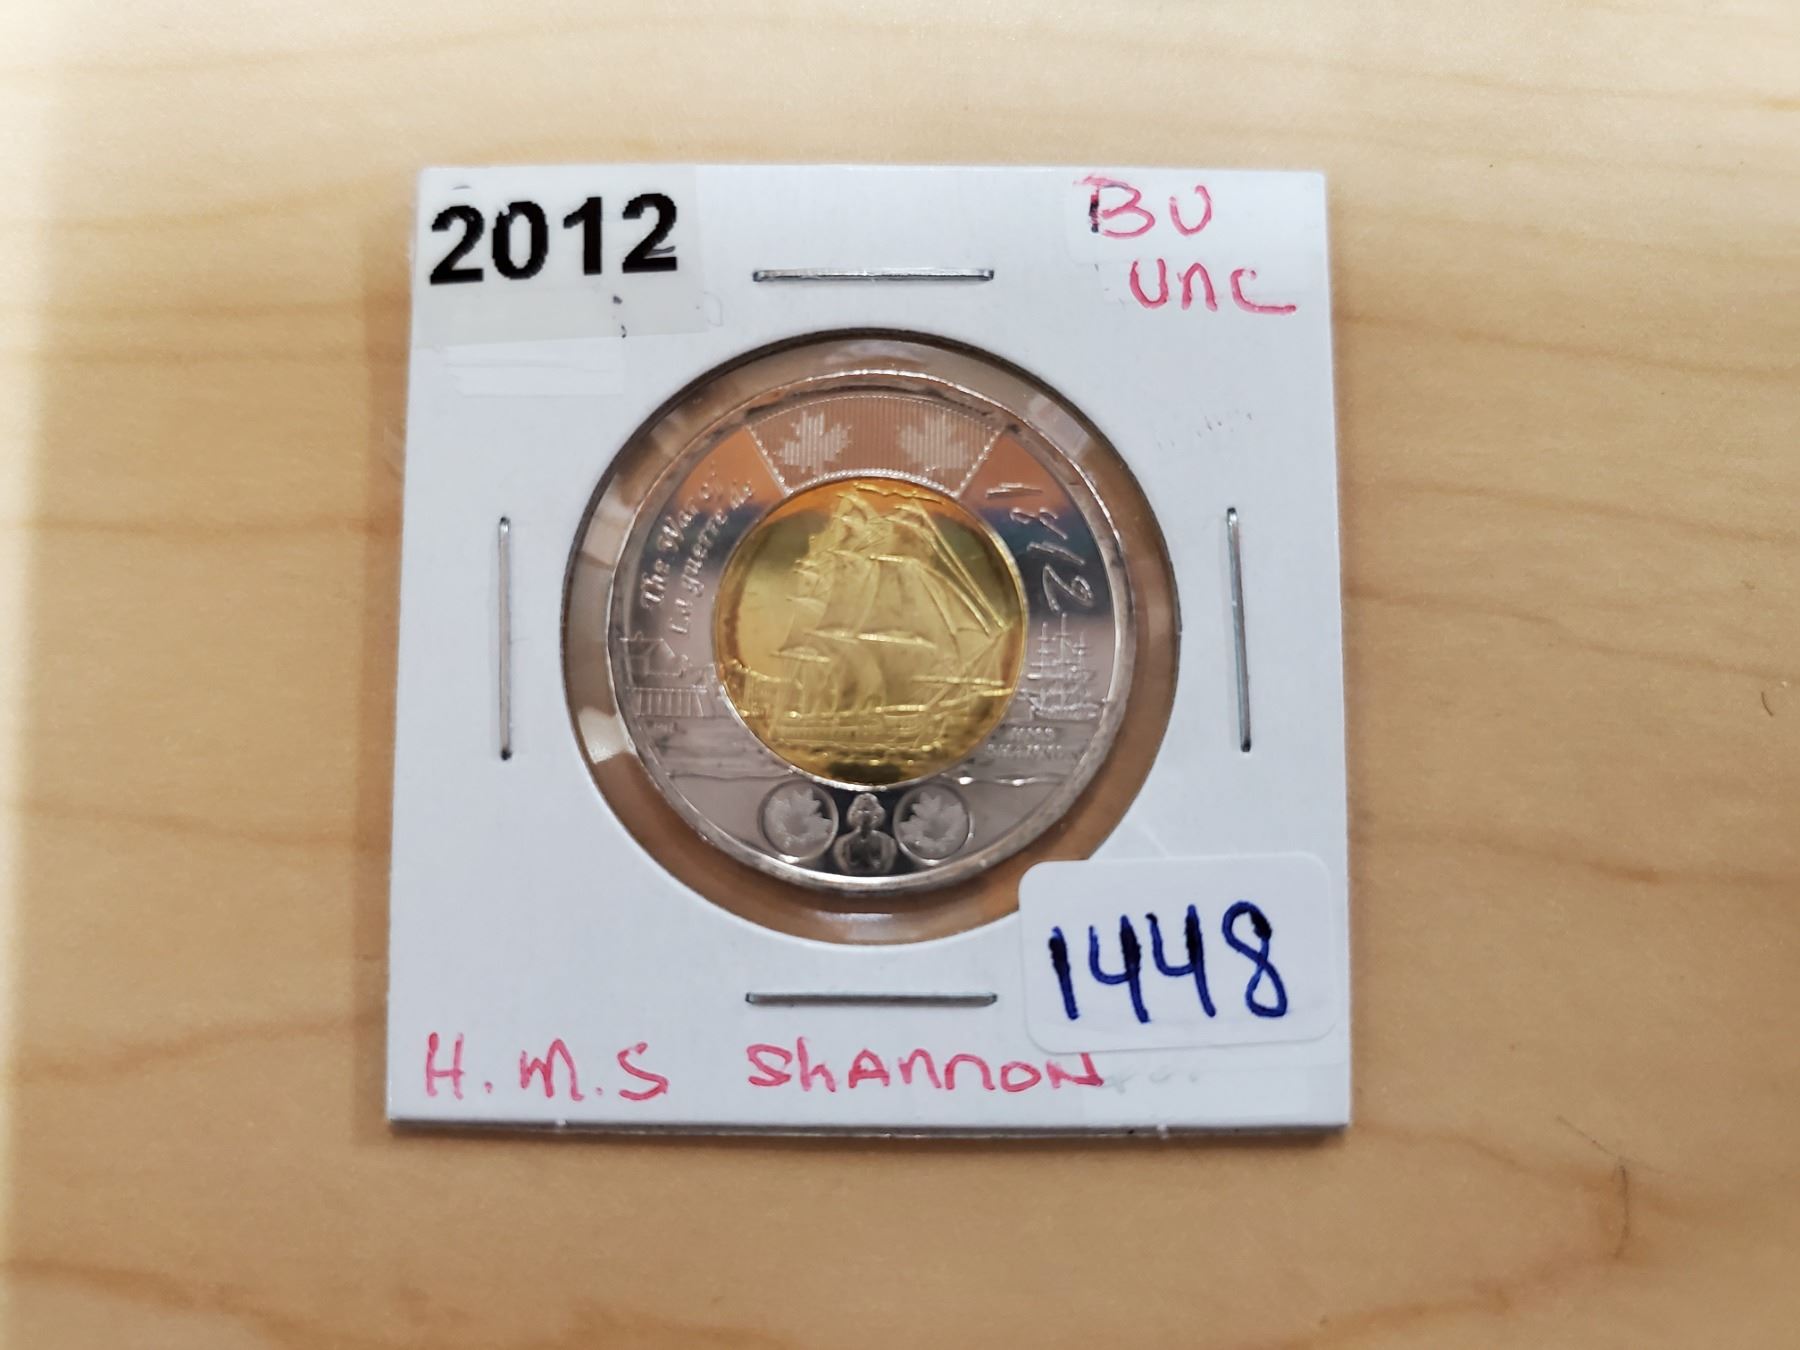 2012
BU
UNC
The War of
La guerre de
1812
HMS
SHANNON
1448
H.M.S SHANNON